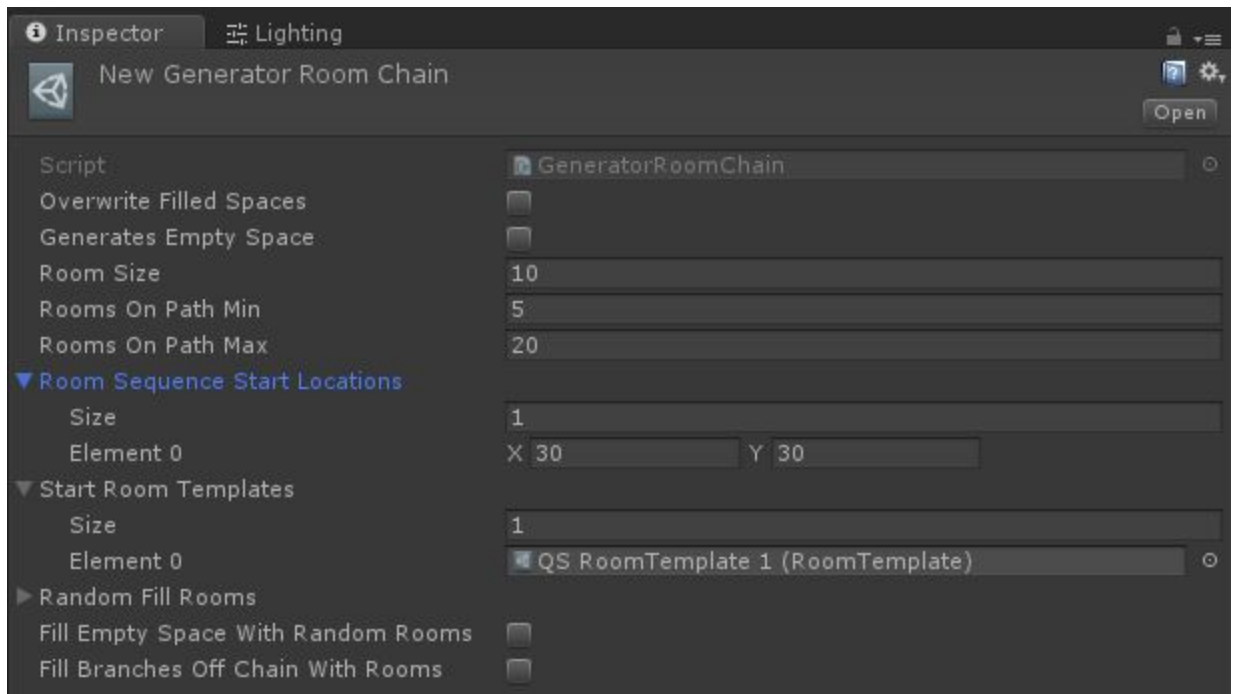 Inspector Lighting
New Generator Room Chain
Open
Script GeneratorRoomChain
Overwrite Filled Spaces
Generates Empty Space
Room Size 10
Rooms On Path Min 5
Rooms On Path Max 20
Room Sequence Start Locations
Size 1
Element 0 X 30 Y 30
Start Room Templates
Size 1
Element 0 QS RoomTemplate 1 (RoomTemplate)
Random Fill Rooms
Fill Empty Space With Random Rooms
Fill Branches Off Chain With Rooms